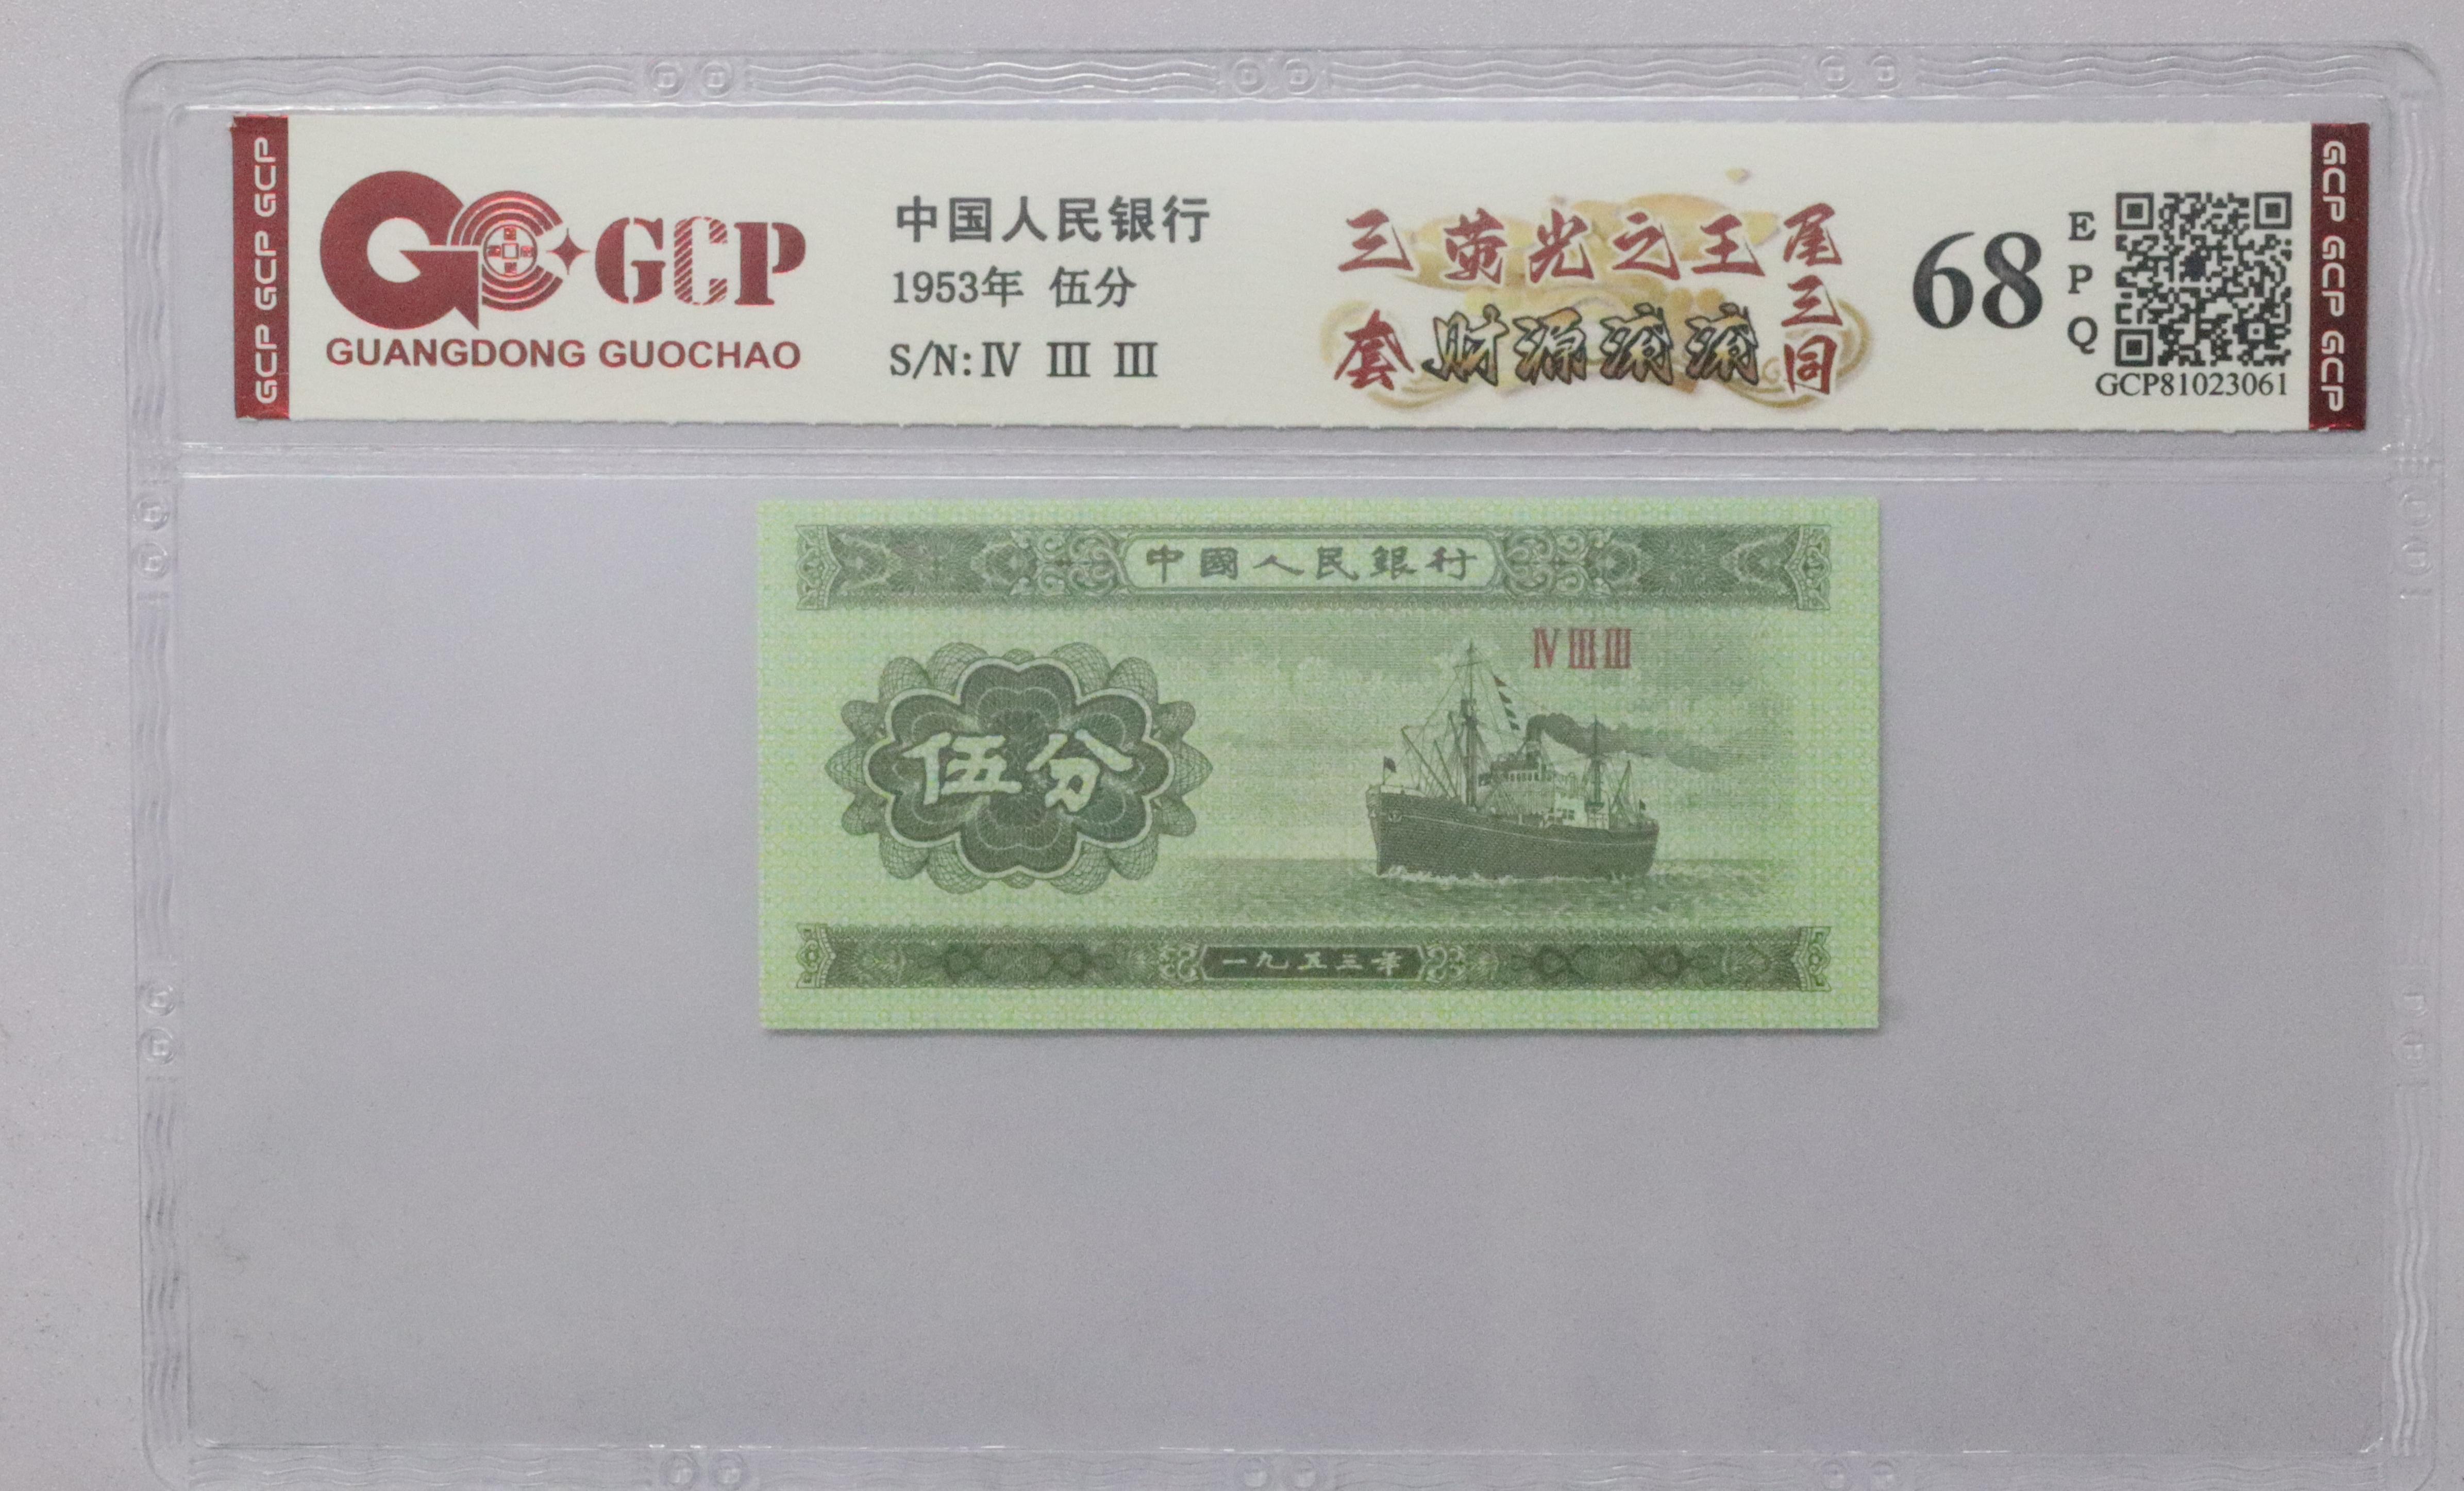 GCP GCP GCP
GCP
GUANGDONG GUOCHAO
中国人民银行
1953年 伍分
S/N: IV III III
三套
荧光之王
财源滚滚
尾三同
68
EPQ
GCP81023061
GCP GCP GCP
中國人民銀行
IV III III
伍分
一九五三年